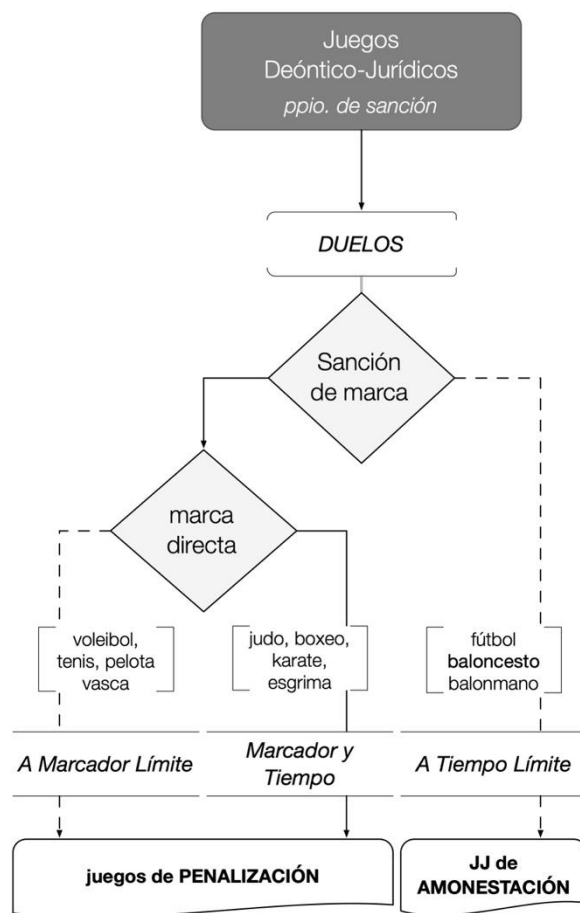 Juegos
Deóntico-Jurídicos
ppio. de sanción
DUELOS
Sanción
de marca
marca
directa
voleibol,
tenis, pelota
vasca
judo, boxeo,
karate,
esgrima
fútbol
baloncesto
balonmano
A Marcador Límite
Marcador y
Tiempo
A Tiempo Límite
juegos de PENALIZACIÓN
JJ de
AMONESTACIÓN